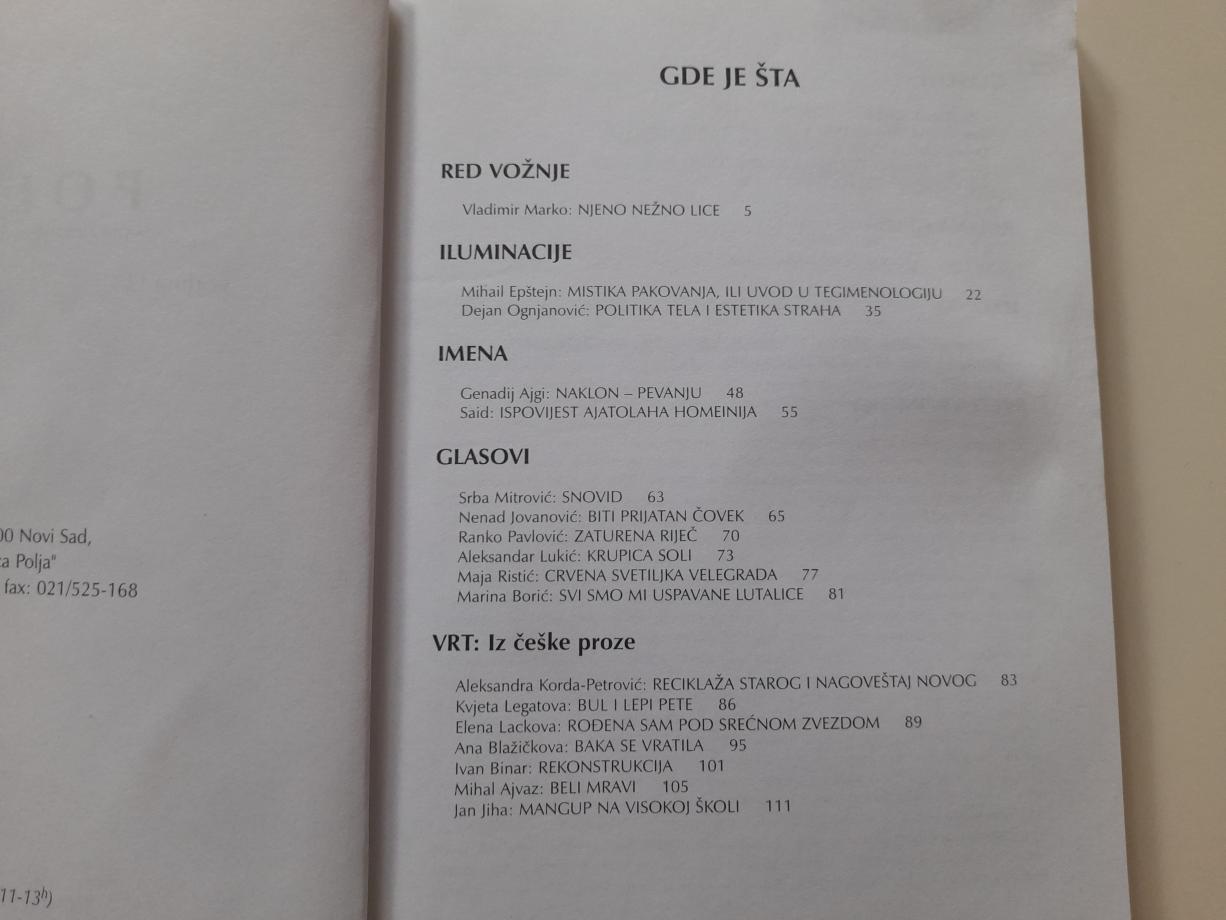 00 Novi Sad,
a Polja"
fax: 021/525-168
11-13h)
GDE JE ŠTA
RED VOŽNJE
Vladimir Marko: NJENO NEŽNO LICE 5
ILUMINACIJE
Mihail Epštejn: MISTIKA PAKOVANJA, ILI UVOD U TEGIMENOLOGIJU 22
Dejan Ognjanović: POLITIKA TELA I ESTETIKA STRAHA 35
IMENA
Genadij Ajgi: NAKLON – PEVANJU 48
Said: ISPOVIJEST AJATOLAHA HOMEINIJA 55
GLASOVI
Srba Mitrović: SNOVID 63
Nenad Jovanović: BITI PRIJATAN ČOVEK 65
Ranko Pavlović: ZATURENA RIJEČ 70
Aleksandar Lukić: KRUPICA SOLI 73
Maja Ristić: CRVENA SVETILJKA VELEGRADA 77
Marina Borić: SVI SMO MI USPAVANE LUTALICE 81
VRT: Iz češke proze
Aleksandra Korda-Petrović: RECIKLAŽA STAROG I NAGOVEŠTAJ NOVOG 83
Kvjeta Legatova: BUL I LEPI PETE 86
Elena Lackova: ROĐENA SAM POD SREĆNOM ZVEZDOM 89
Ana Blažičkova: BAKA SE VRATILA 95
Ivan Binar: REKONSTRUKCIJA 101
Mihal Ajvaz: BELI MRAVI 105
Jan Jiha: MANGUP NA VISOKOJ ŠKOLI 111